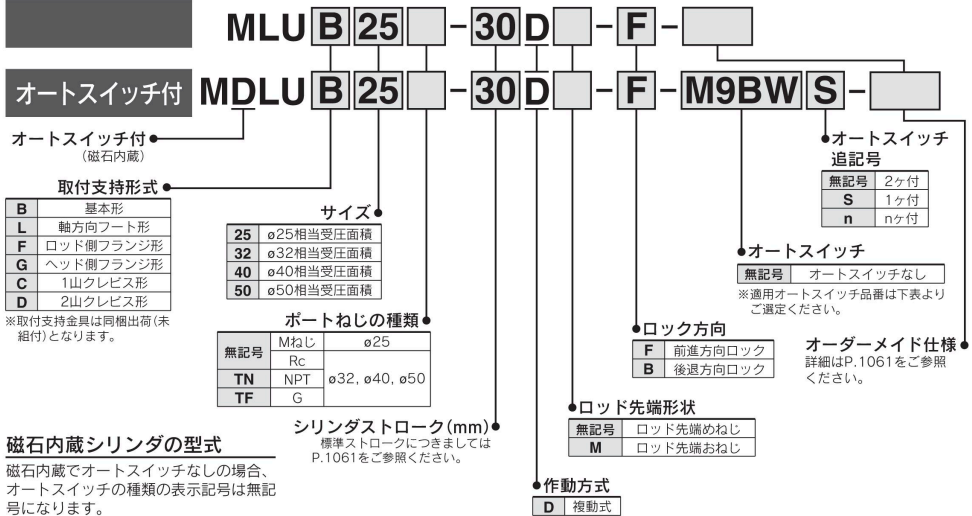 MLU B 25 - 30 D - F -
オートスイッチ付 MDLU B 25 - 30 D - F - M9BW S -
オートスイッチ付
(磁石内蔵)
取付支持形式
B 基本形
L 軸方向フート形
F ロッド側フランジ形
G ヘッド側フランジ形
C 1山クレビス形
D 2山クレビス形
※取付支持金具は同梱出荷(未
組付)となります。
サイズ
25 ø25相当受圧面積
32 ø32相当受圧面積
40 ø40相当受圧面積
50 ø50相当受圧面積
ポートねじの種類
無記号 Mねじ ø25
Rc ø32, ø40, ø50
TN NPT
TF G
シリンダストローク(mm)
標準ストロークにつきましては
P.1061をご参照ください。
作動方式
D 複動式
ロッド先端形状
無記号 ロッド先端めねじ
M ロッド先端おねじ
ロック方向
F 前進方向ロック
B 後退方向ロック
オートスイッチ
無記号 オートスイッチなし
※適用オートスイッチ品番は下表より
ご選定ください。
オートスイッチ
追記号
無記号 2ヶ付
S 1ヶ付
n nヶ付
オーダーメイド仕様
詳細はP.1061をご参照
ください。
磁石内蔵シリンダの型式
磁石内蔵でオートスイッチなしの場合、
オートスイッチの種類の表示記号は無記
号になります。